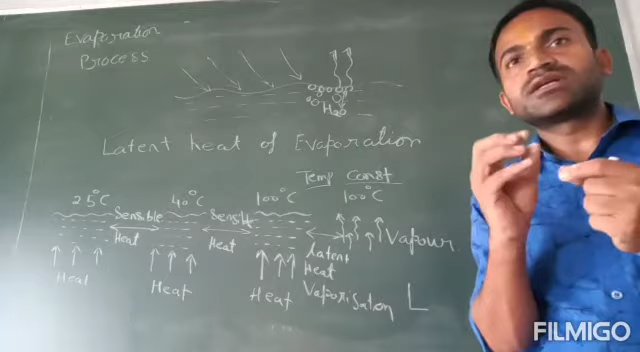 Evaporation
Process
H2O
Latent heat of Evaporation
Temp Const
25°C
40°C
100°C
100°C
Sensible
Heat
Sensible
Heat
Latent
Heat
Vaporisation
L
Vapour
Heat
Heat
Heat
FILMIGO